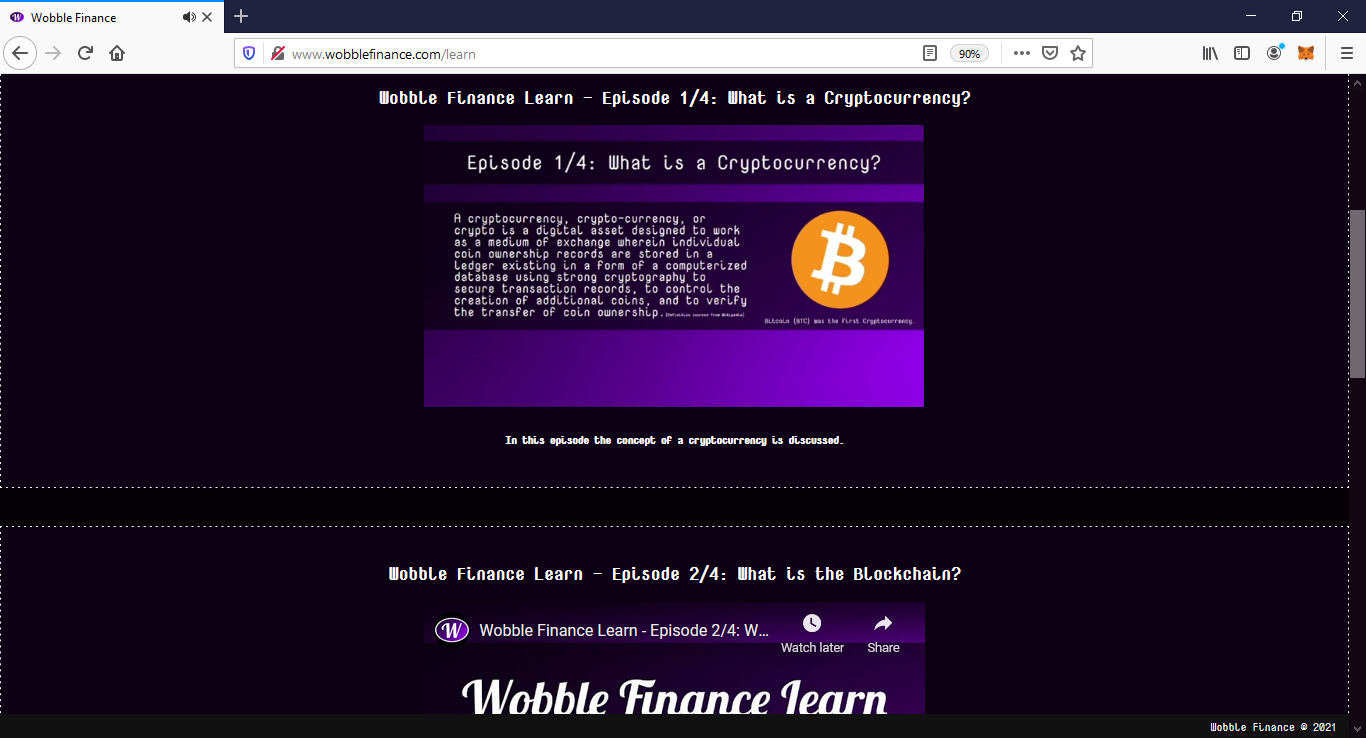 Wobble Finance
www.wobblefinance.com/learn
90%
Wobble Finance Learn - Episode 1/4: What is a Cryptocurrency?
Episode 1/4: What is a Cryptocurrency?
A cryptocurrency, crypto-currency, or
crypto is a digital asset designed to work
as a medium of exchange wherein individual
coin ownership records are stored in a
ledger existing in a form of a computerized
database using strong cryptography to
secure transaction records, to control the
creation of additional coins, and to verify
the transfer of coin ownership. (Definition sourced from Wikipedia)
Bitcoin (BTC) was the first Cryptocurrency.
In this episode the concept of a cryptocurrency is discussed.
Wobble Finance Learn - Episode 2/4: What is the Blockchain?
W
Wobble Finance Learn - Episode 2/4: W...
Watch later
Share
Wobble Finance Learn
Wobble Finance © 2021